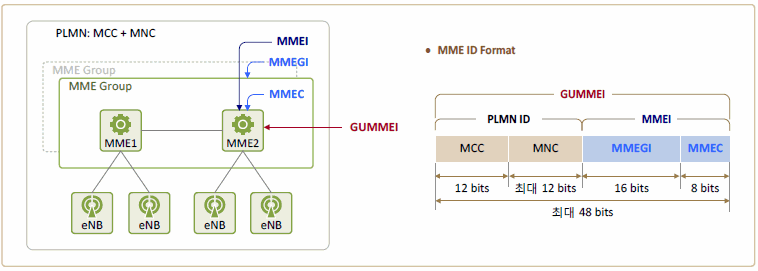 PLMN: MCC + MNC
MMEI
MMEGI
MME Group
MME Group
MMEC
GUMMEI
MME1
MME2
eNB
eNB
eNB
eNB
• MME ID Format
GUMMEI
PLMN ID
MMEI
MCC
MNC
MMEGI
MMEC
12 bits
최대 12 bits
16 bits
8 bits
최대 48 bits